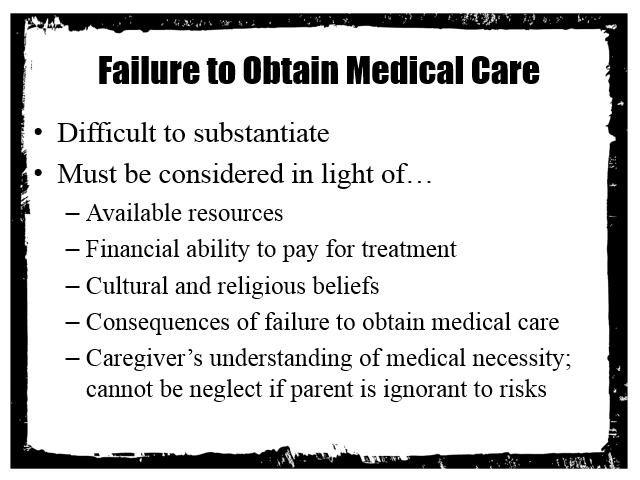 Failure to Obtain Medical Care
• Difficult to substantiate
• Must be considered in light of…
– Available resources
– Financial ability to pay for treatment
– Cultural and religious beliefs
– Consequences of failure to obtain medical care
– Caregiver’s understanding of medical necessity;
cannot be neglect if parent is ignorant to risks